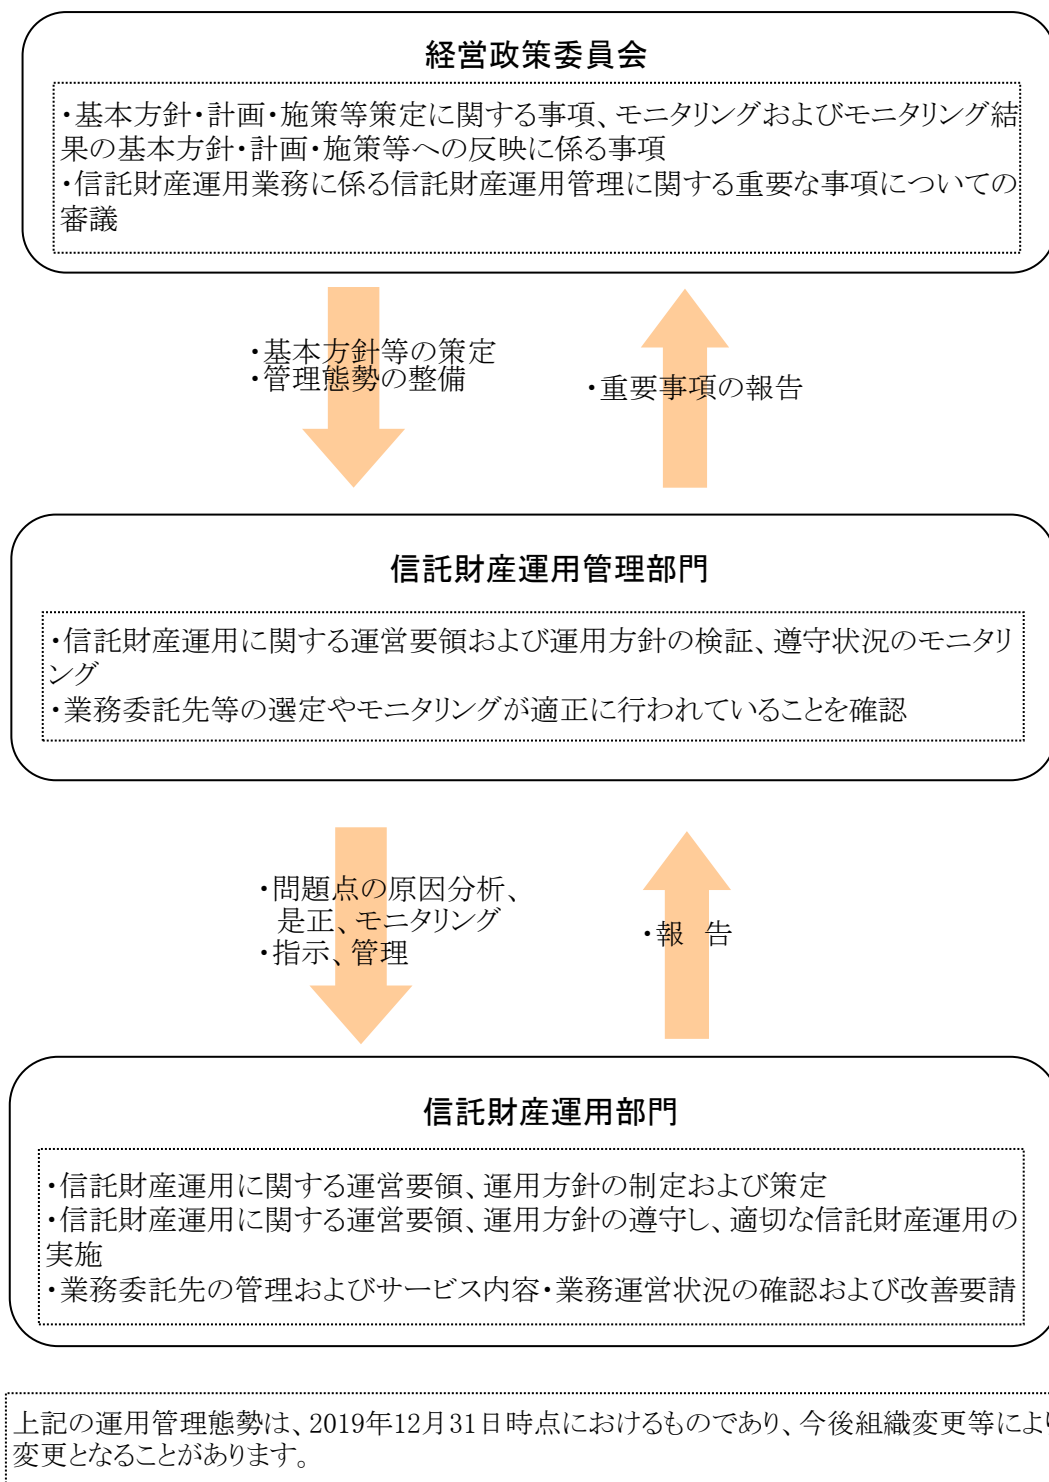 経営政策委員会
・基本方針・計画・施策等策定に関する事項、モニタリングおよびモニタリング結
果の基本方針・計画・施策等への反映に係る事項
・信託財産運用業務に係る信託財産運用管理に関する重要な事項についての
審議
・基本方針等の策定
・管理態勢の整備
・重要事項の報告
信託財産運用管理部門
・信託財産運用に関する運営要領および運用方針の検証、遵守状況のモニタリ
ング
・業務委託先等の選定やモニタリングが適正に行われていることを確認
・問題点の原因分析、
是正、モニタリング
・指示、管理
・報　告
信託財産運用部門
・信託財産運用に関する運営要領、運用方針の制定および策定
・信託財産運用に関する運営要領、運用方針の遵守し、適切な信託財産運用の
実施
・業務委託先の管理およびサービス内容・業務運営状況の確認および改善要請
上記の運用管理態勢は、2019年12月31日時点におけるものであり、今後組織変更等により
変更となることがあります。